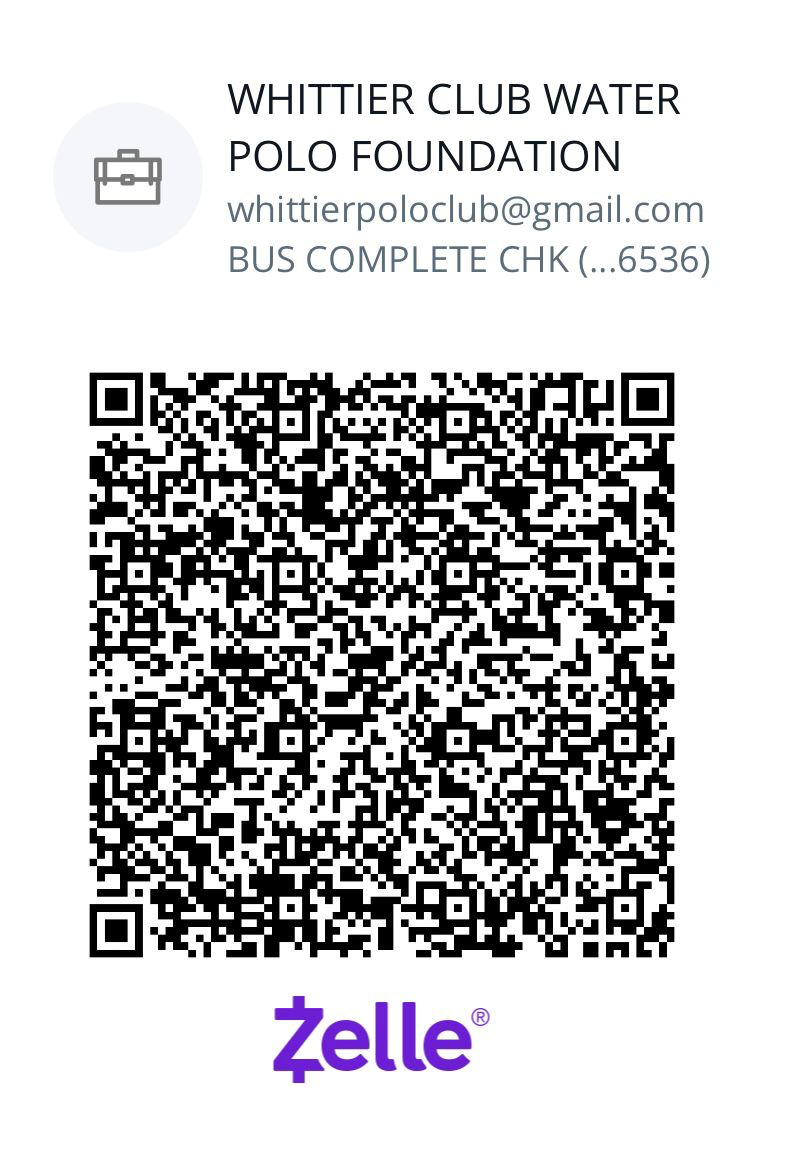 WHITTIER CLUB WATER
POLO FOUNDATION
whittierpoloclub@gmail.com
BUS COMPLETE CHK (...6536)
Zelle®